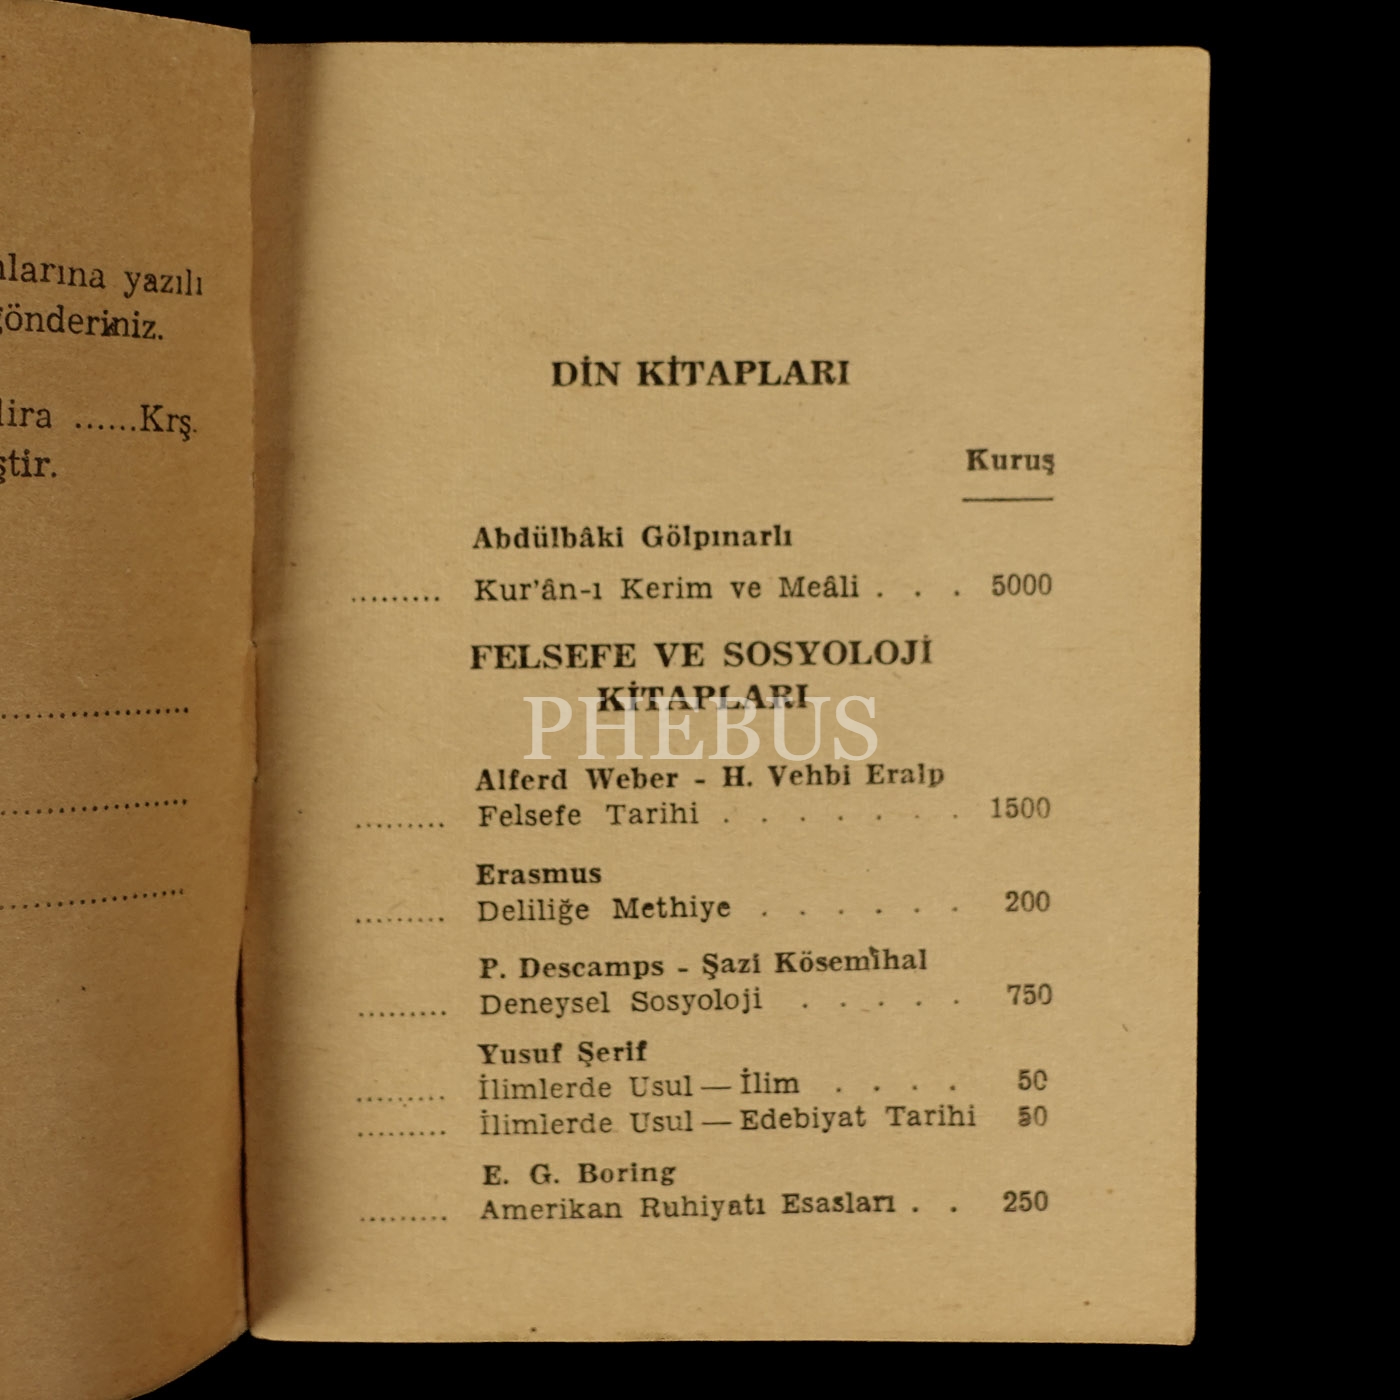 yazılı
gönderiniz.
lira ......Krş.
DİN KİTAPLARI
Kuruş
Abdülbâki Gölpınarlı
......... Kur'ân-ı Kerim ve Meâli . . . 5000
FELSEFE VE SOSYOLOJİ
KİTAPLARI
PHEBUS
Alferd Weber - H. Vehbi Eralp
......... Felsefe Tarihi . . . . . . . 1500
Erasmus
......... Deliliğe Methiye . . . . . . 200
P. Descamps - Şazi Kösemihal
......... Deneysel Sosyoloji . . . . . 750
Yusuf Şerif
......... İlimlerde Usul — İlim . . . . 50
......... İlimlerde Usul — Edebiyat Tarihi 50
E. G. Boring
......... Amerikan Ruhiyatı Esasları . . 250